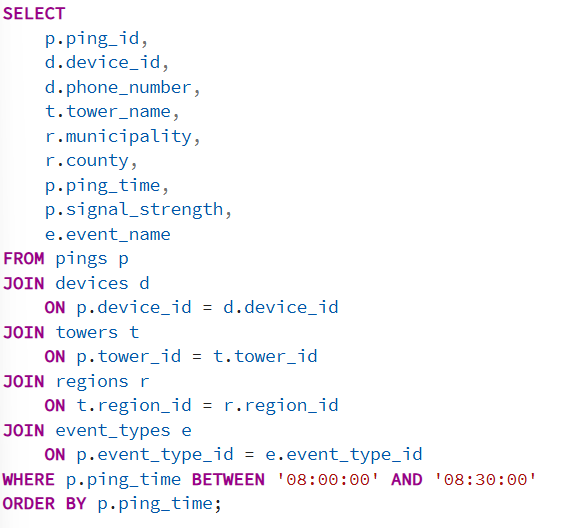 SELECT
    p.ping_id,
    d.device_id,
    d.phone_number,
    t.tower_name,
    r.municipality,
    r.county,
    p.ping_time,
    p.signal_strength,
    e.event_name
FROM pings p
JOIN devices d
    ON p.device_id = d.device_id
JOIN towers t
    ON p.tower_id = t.tower_id
JOIN regions r
    ON t.region_id = r.region_id
JOIN event_types e
    ON p.event_type_id = e.event_type_id
WHERE p.ping_time BETWEEN '08:00:00' AND '08:30:00'
ORDER BY p.ping_time;